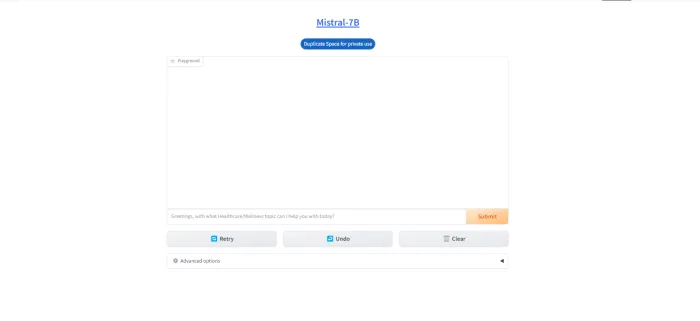 Mistral-7B
Duplicate Space for private use
Playground
Greetings, with what Healthcare/Wellness topic can I help you with today?
Submit
Retry
Undo
Clear
Advanced options